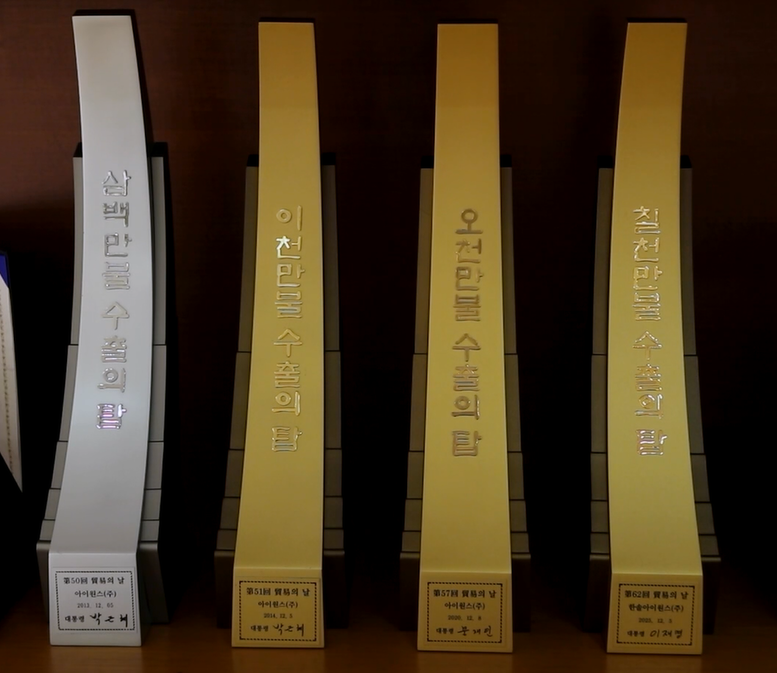 삼백만불 수출의 탑
第50回 貿易의 날
아이원스(주)
2013. 12. 05
대통령 박근혜
이천만불 수출의 탑
第51回 貿易의 날
아이원스(주)
2014. 12. 5
대통령 박근혜
오천만불 수출의 탑
第57回 貿易의 날
아이원스(주)
2020. 12. 8
대통령 문재인
칠천만불 수출의 탑
第62回 貿易의 날
한솔아이원스(주)
2025. 12. 5
대통령 이재명